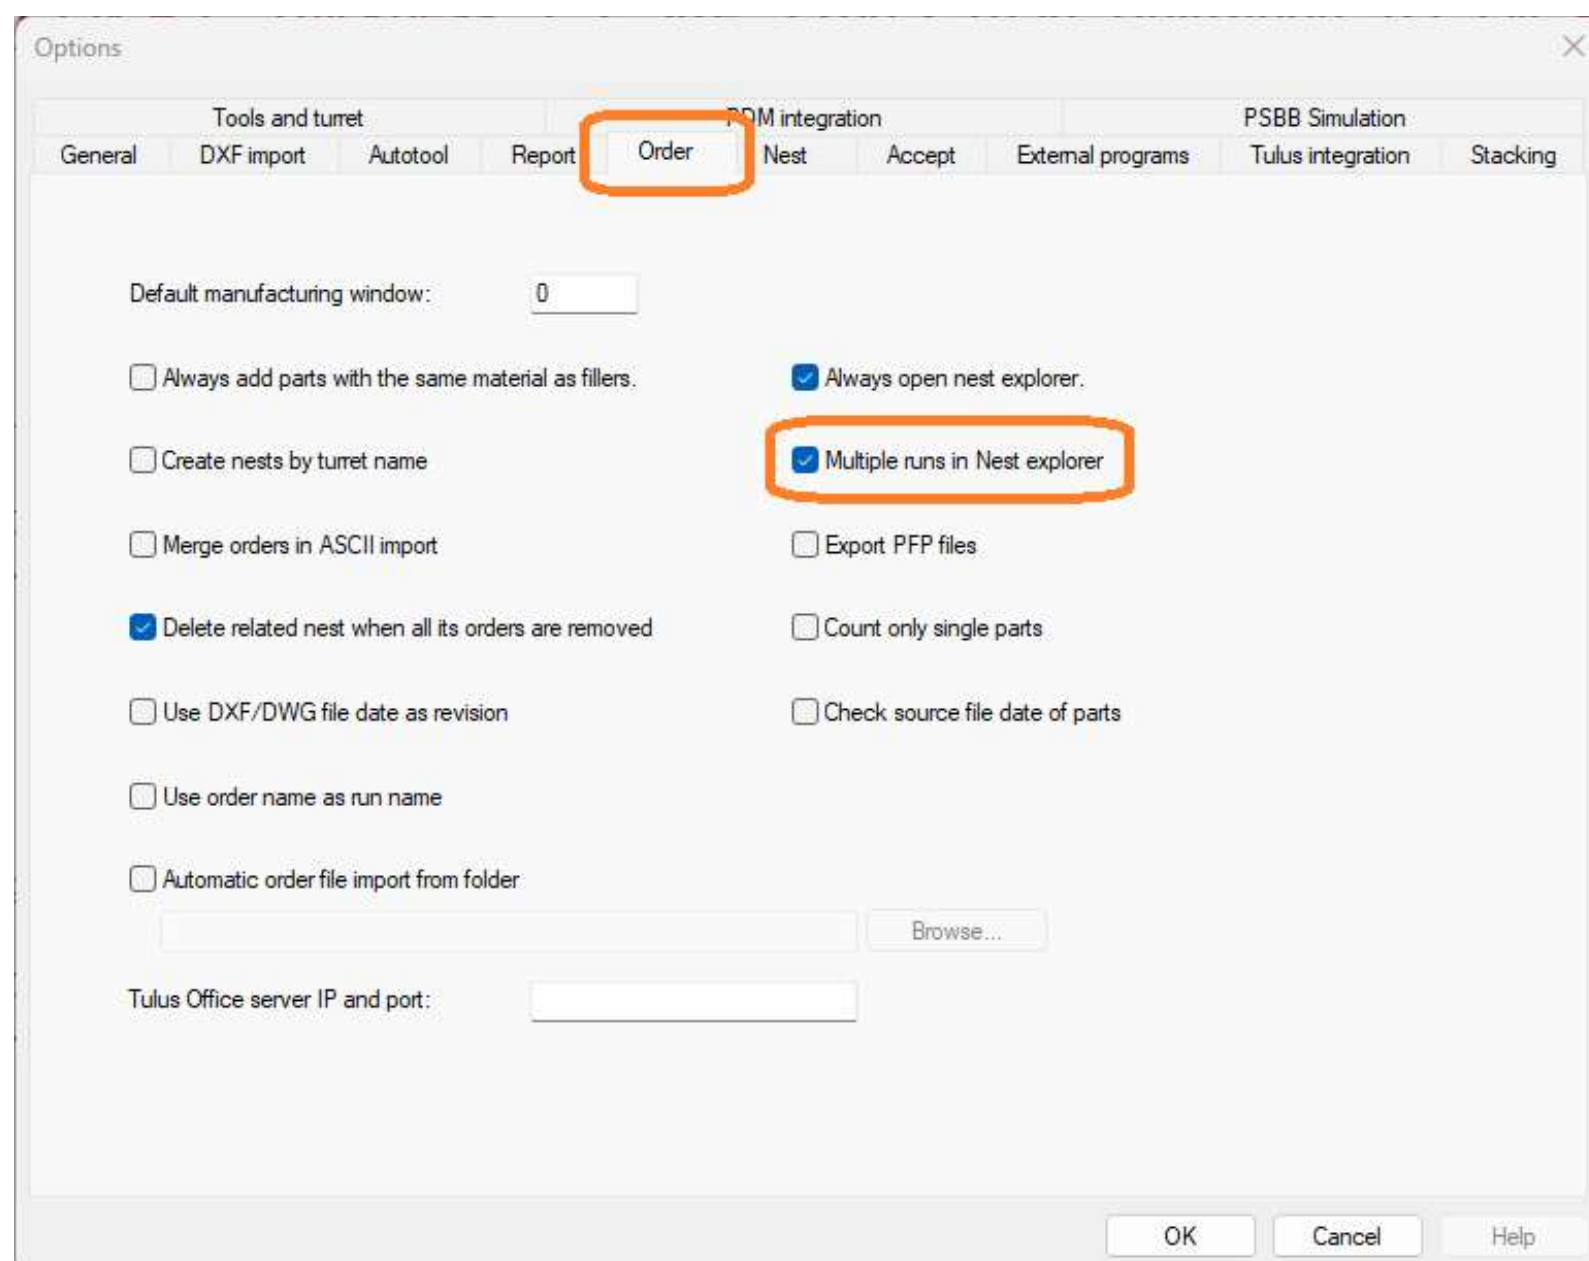 Options
Tools and turret PDM integration PSBB Simulation
General DXF import Autotool Report Order Nest Accept External programs Tulus integration Stacking
Default manufacturing window: 0
Always add parts with the same material as fillers. Always open nest explorer.
Create nests by turret name Multiple runs in Nest explorer
Merge orders in ASCII import Export PFP files
Delete related nest when all its orders are removed Count only single parts
Use DXF/DWG file date as revision Check source file date of parts
Use order name as run name
Automatic order file import from folder
Browse...
Tulus Office server IP and port:
OK Cancel Help